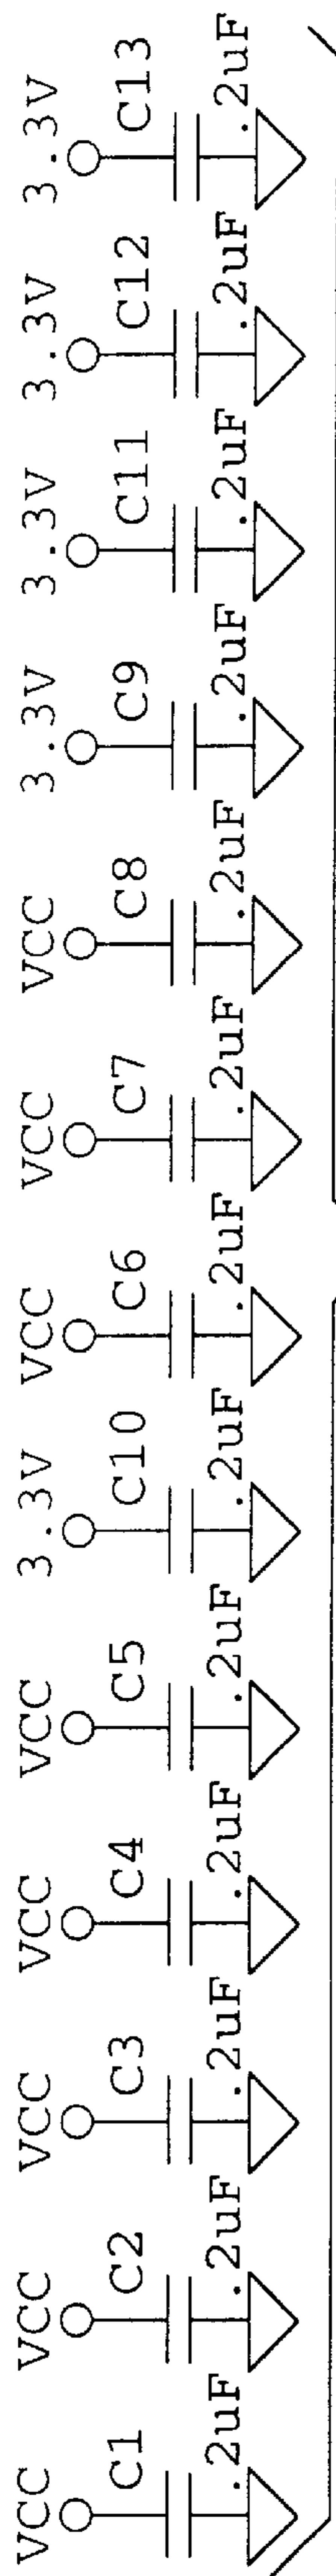 VCC VCC VCC VCC VCC 3.3V VCC VCC VCC 3.3V 3.3V 3.3V 3.3V
C1 C2 C3 C4 C5 C10 C6 C7 C8 C9 C11 C12 C13
.2uF .2uF .2uF .2uF .2uF .2uF .2uF .2uF .2uF .2uF .2uF .2uF .2uF